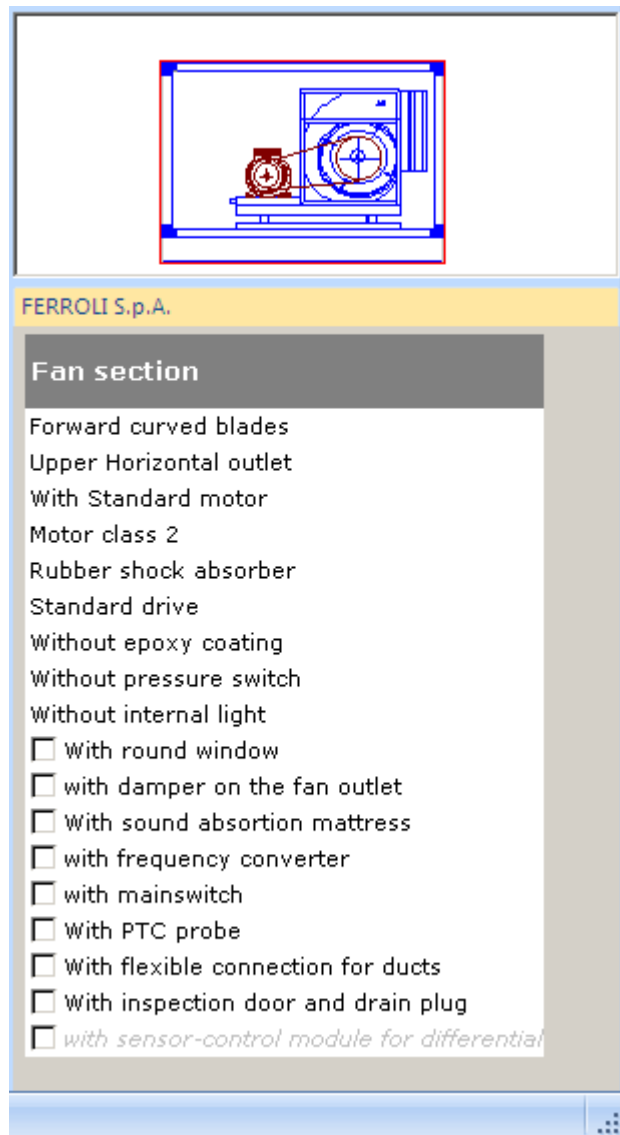 FERROLI S.p.A.
Fan section
Forward curved blades
Upper Horizontal outlet
With Standard motor
Motor class 2
Rubber shock absorber
Standard drive
Without epoxy coating
Without pressure switch
Without internal light
With round window
with damper on the fan outlet
With sound absortion mattress
with frequency converter
with mainswitch
With PTC probe
With flexible connection for ducts
With inspection door and drain plug
with sensor-control module for differential